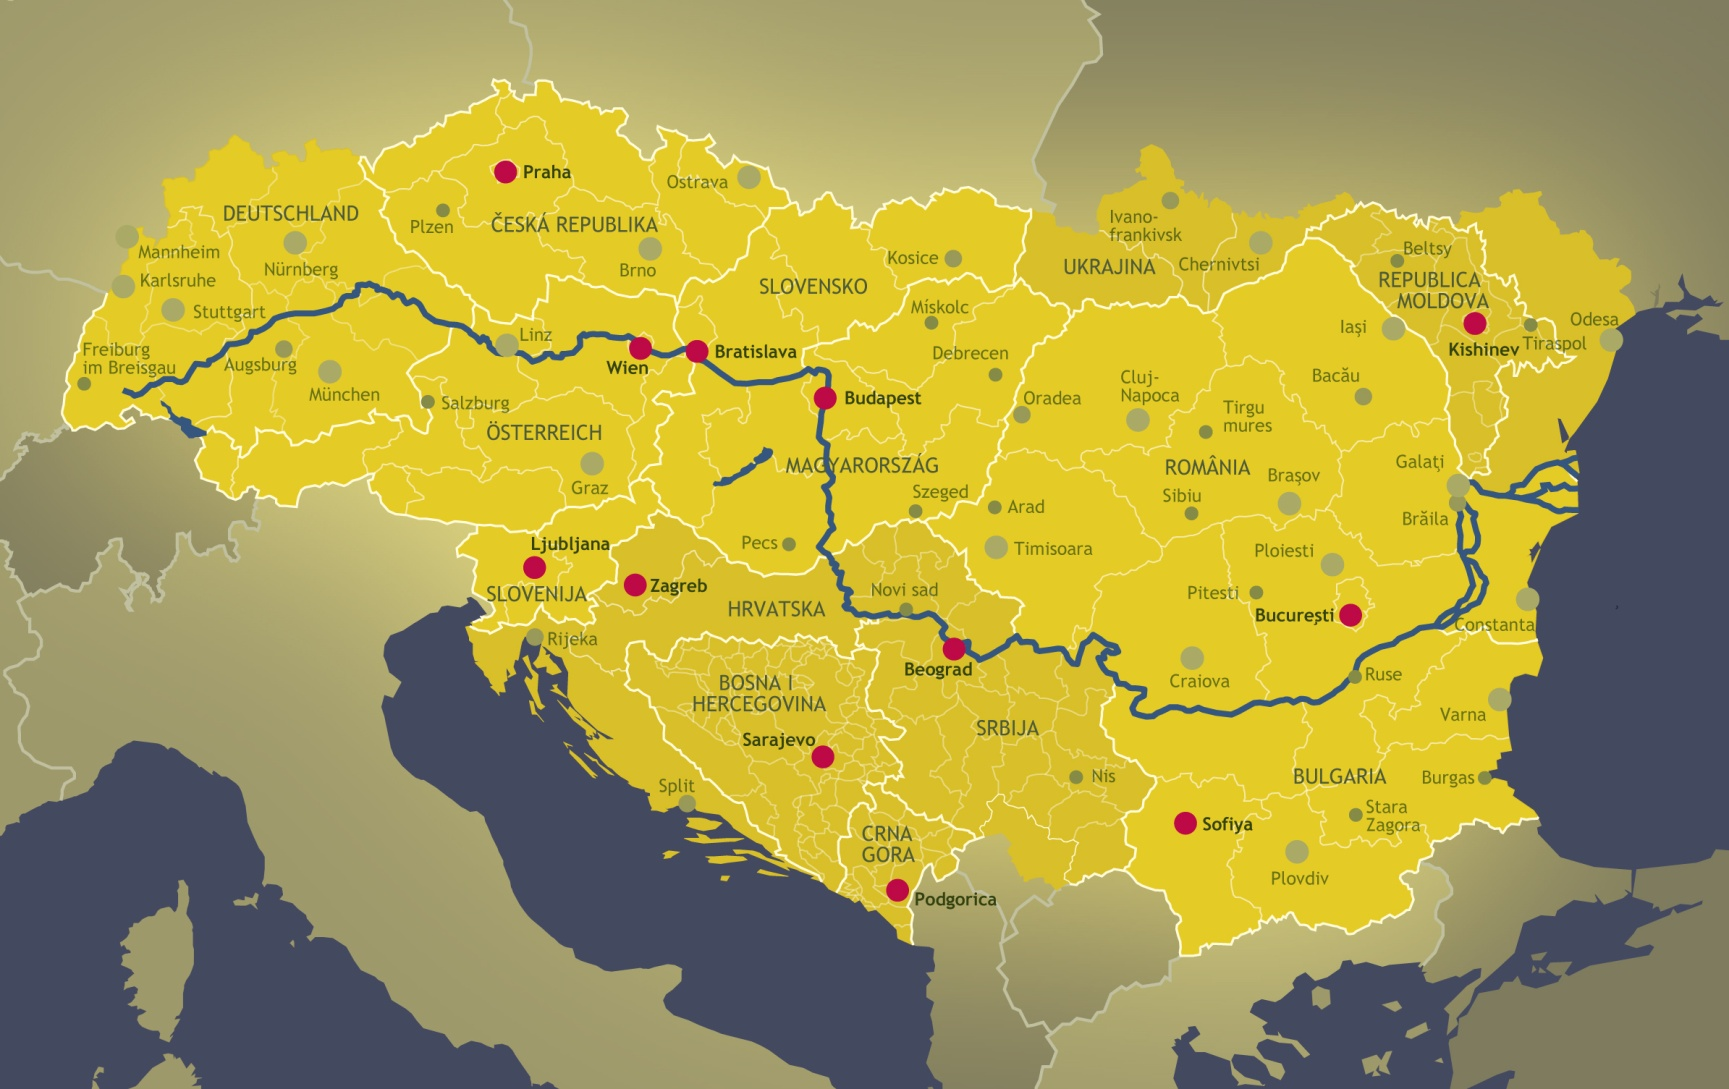 Praha
Ostrava
DEUTSCHLAND
Plzen
ČESKÁ REPUBLIKA
Ivano-
frankivsk
Mannheim
Nürnberg
Brno
Kosice
UKRAJINA
Chernivtsi
Beltsy
Karlsruhe
SLOVENSKO
REPUBLICA
MOLDOVA
Stuttgart
Mískolc
Linz
Iaşi
Odesa
Freiburg
im Breisgau
Augsburg
Wien
Bratislava
Debrecen
Kishinev
Tiraspol
München
Salzburg
Budapest
Oradea
Cluj-
Napoca
Bacău
Tirgu
mures
ÖSTERREICH
MAGYARORSZÁG
ROMÂNIA
Galaţi
Graz
Szeged
Arad
Sibiu
Braşov
Brăila
Ljubljana
Pecs
Timisoara
Ploiesti
SLOVENIJA
Zagreb
HRVATSKA
Novi sad
Pitesti
Bucureşti
Constanta
Rijeka
Beograd
Craiova
Ruse
BOSNA I
HERCEGOVINA
SRBIJA
Varna
Sarajevo
Split
Nis
BULGARIA
Burgas
Sofiya
Stara
Zagora
CRNA
GORA
Plovdiv
Podgorica